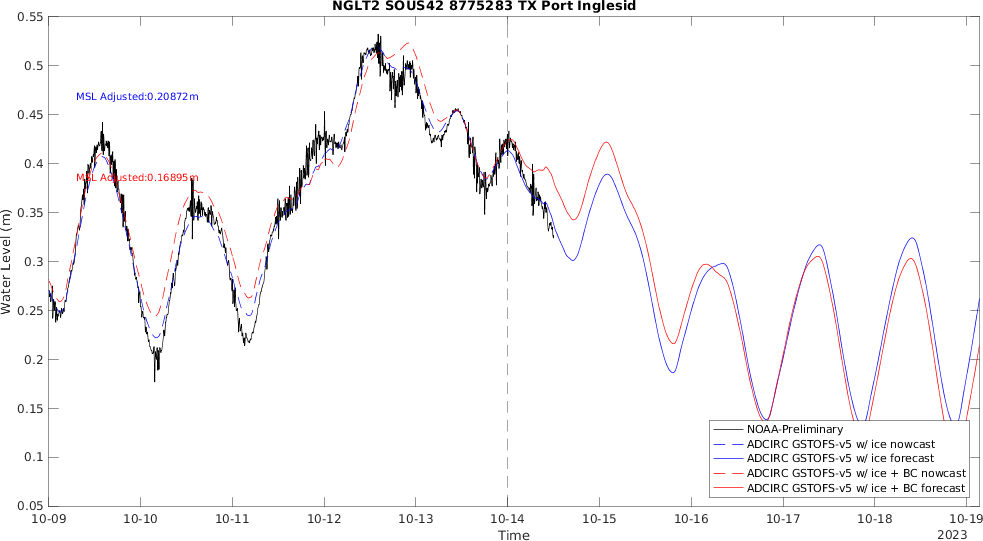 NGLT2 SOUS42 8775283 TX Port Inglesid
Water Level (m)
0.55
0.5
0.45
0.4
0.35
0.3
0.25
0.2
0.15
0.1
0.05
MSL Adjusted:0.20872m
MSL Adjusted:0.16895m
NOAA-Preliminary
ADCIRC GSTOFS-v5 w/ ice nowcast
ADCIRC GSTOFS-v5 w/ ice forecast
ADCIRC GSTOFS-v5 w/ ice + BC nowcast
ADCIRC GSTOFS-v5 w/ ice + BC forecast
10-09 10-10 10-11 10-12 10-13 10-14 10-15 10-16 10-17 10-18 10-19
Time
2023